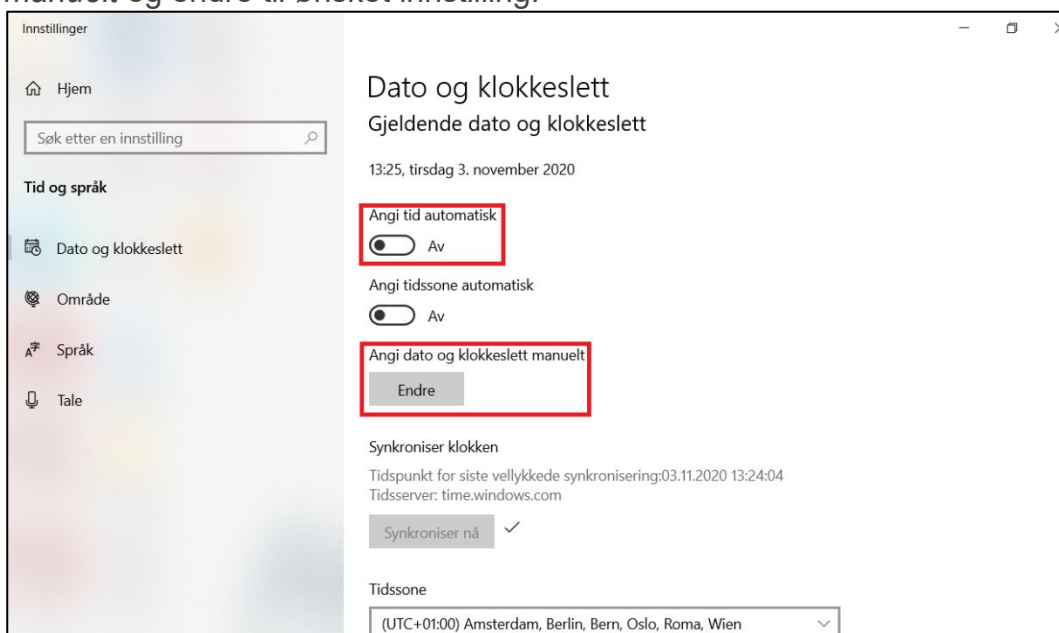 manuelt og endre til ønsket innstilling.
Innstillinger
Hjem
Søk etter en innstilling
Tid og språk
Dato og klokkeslett
Område
Språk
Tale
Dato og klokkeslett
Gjeldende dato og klokkeslett
13:25, tirsdag 3. november 2020
Angi tid automatisk
Av
Angi tidssone automatisk
Av
Angi dato og klokkeslett manuelt
Endre
Synkroniser klokken
Tidspunkt for siste vellykkede synkronisering:03.11.2020 13:24:04
Tidsserver: time.windows.com
Synkroniser nå
Tidssone
(UTC+01:00) Amsterdam, Berlin, Bern, Oslo, Roma, Wien